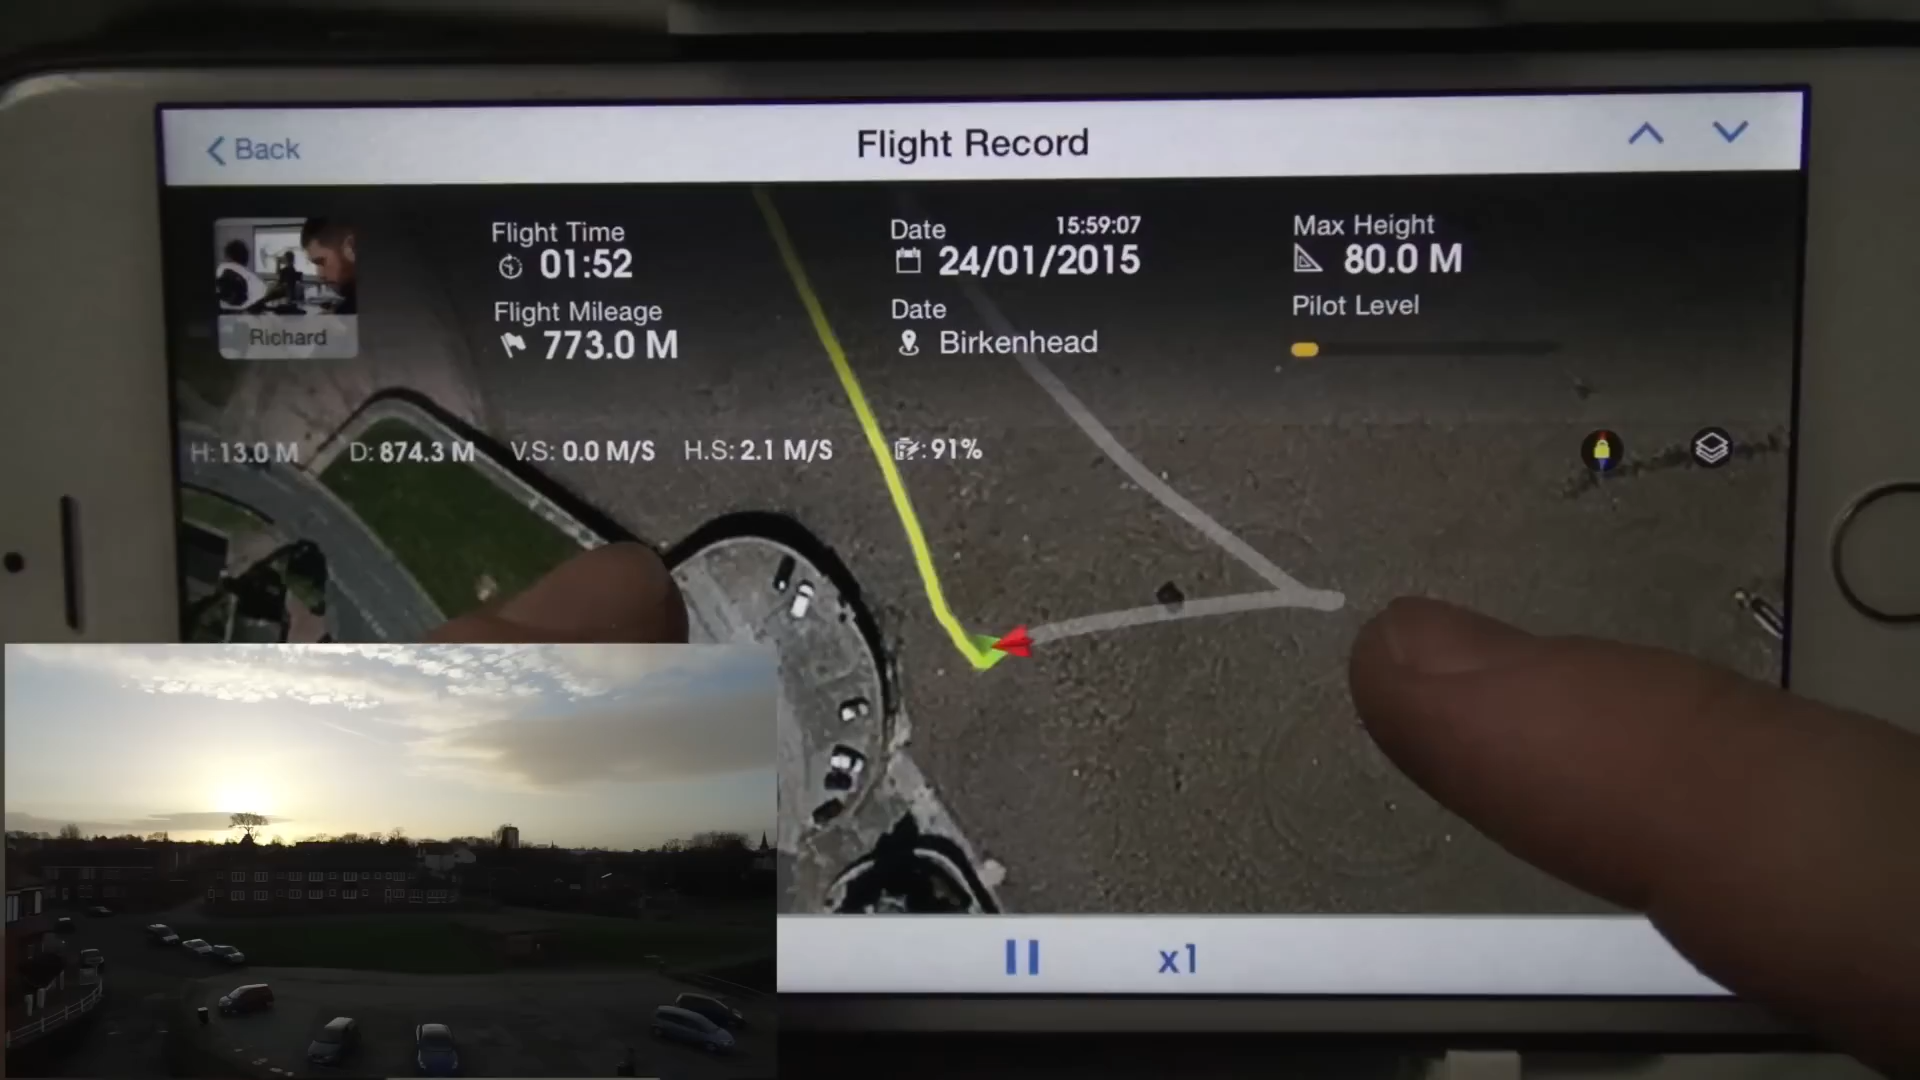 Back
Flight Record
Richard
Flight Time
01:52
Flight Mileage
773.0 M
Date 15:59:07
24/01/2015
Date
Birkenhead
Max Height
80.0 M
Pilot Level
H: 13.0 M D: 874.3 M V.S: 0.0 M/S H.S: 2.1 M/S : 91%
x1